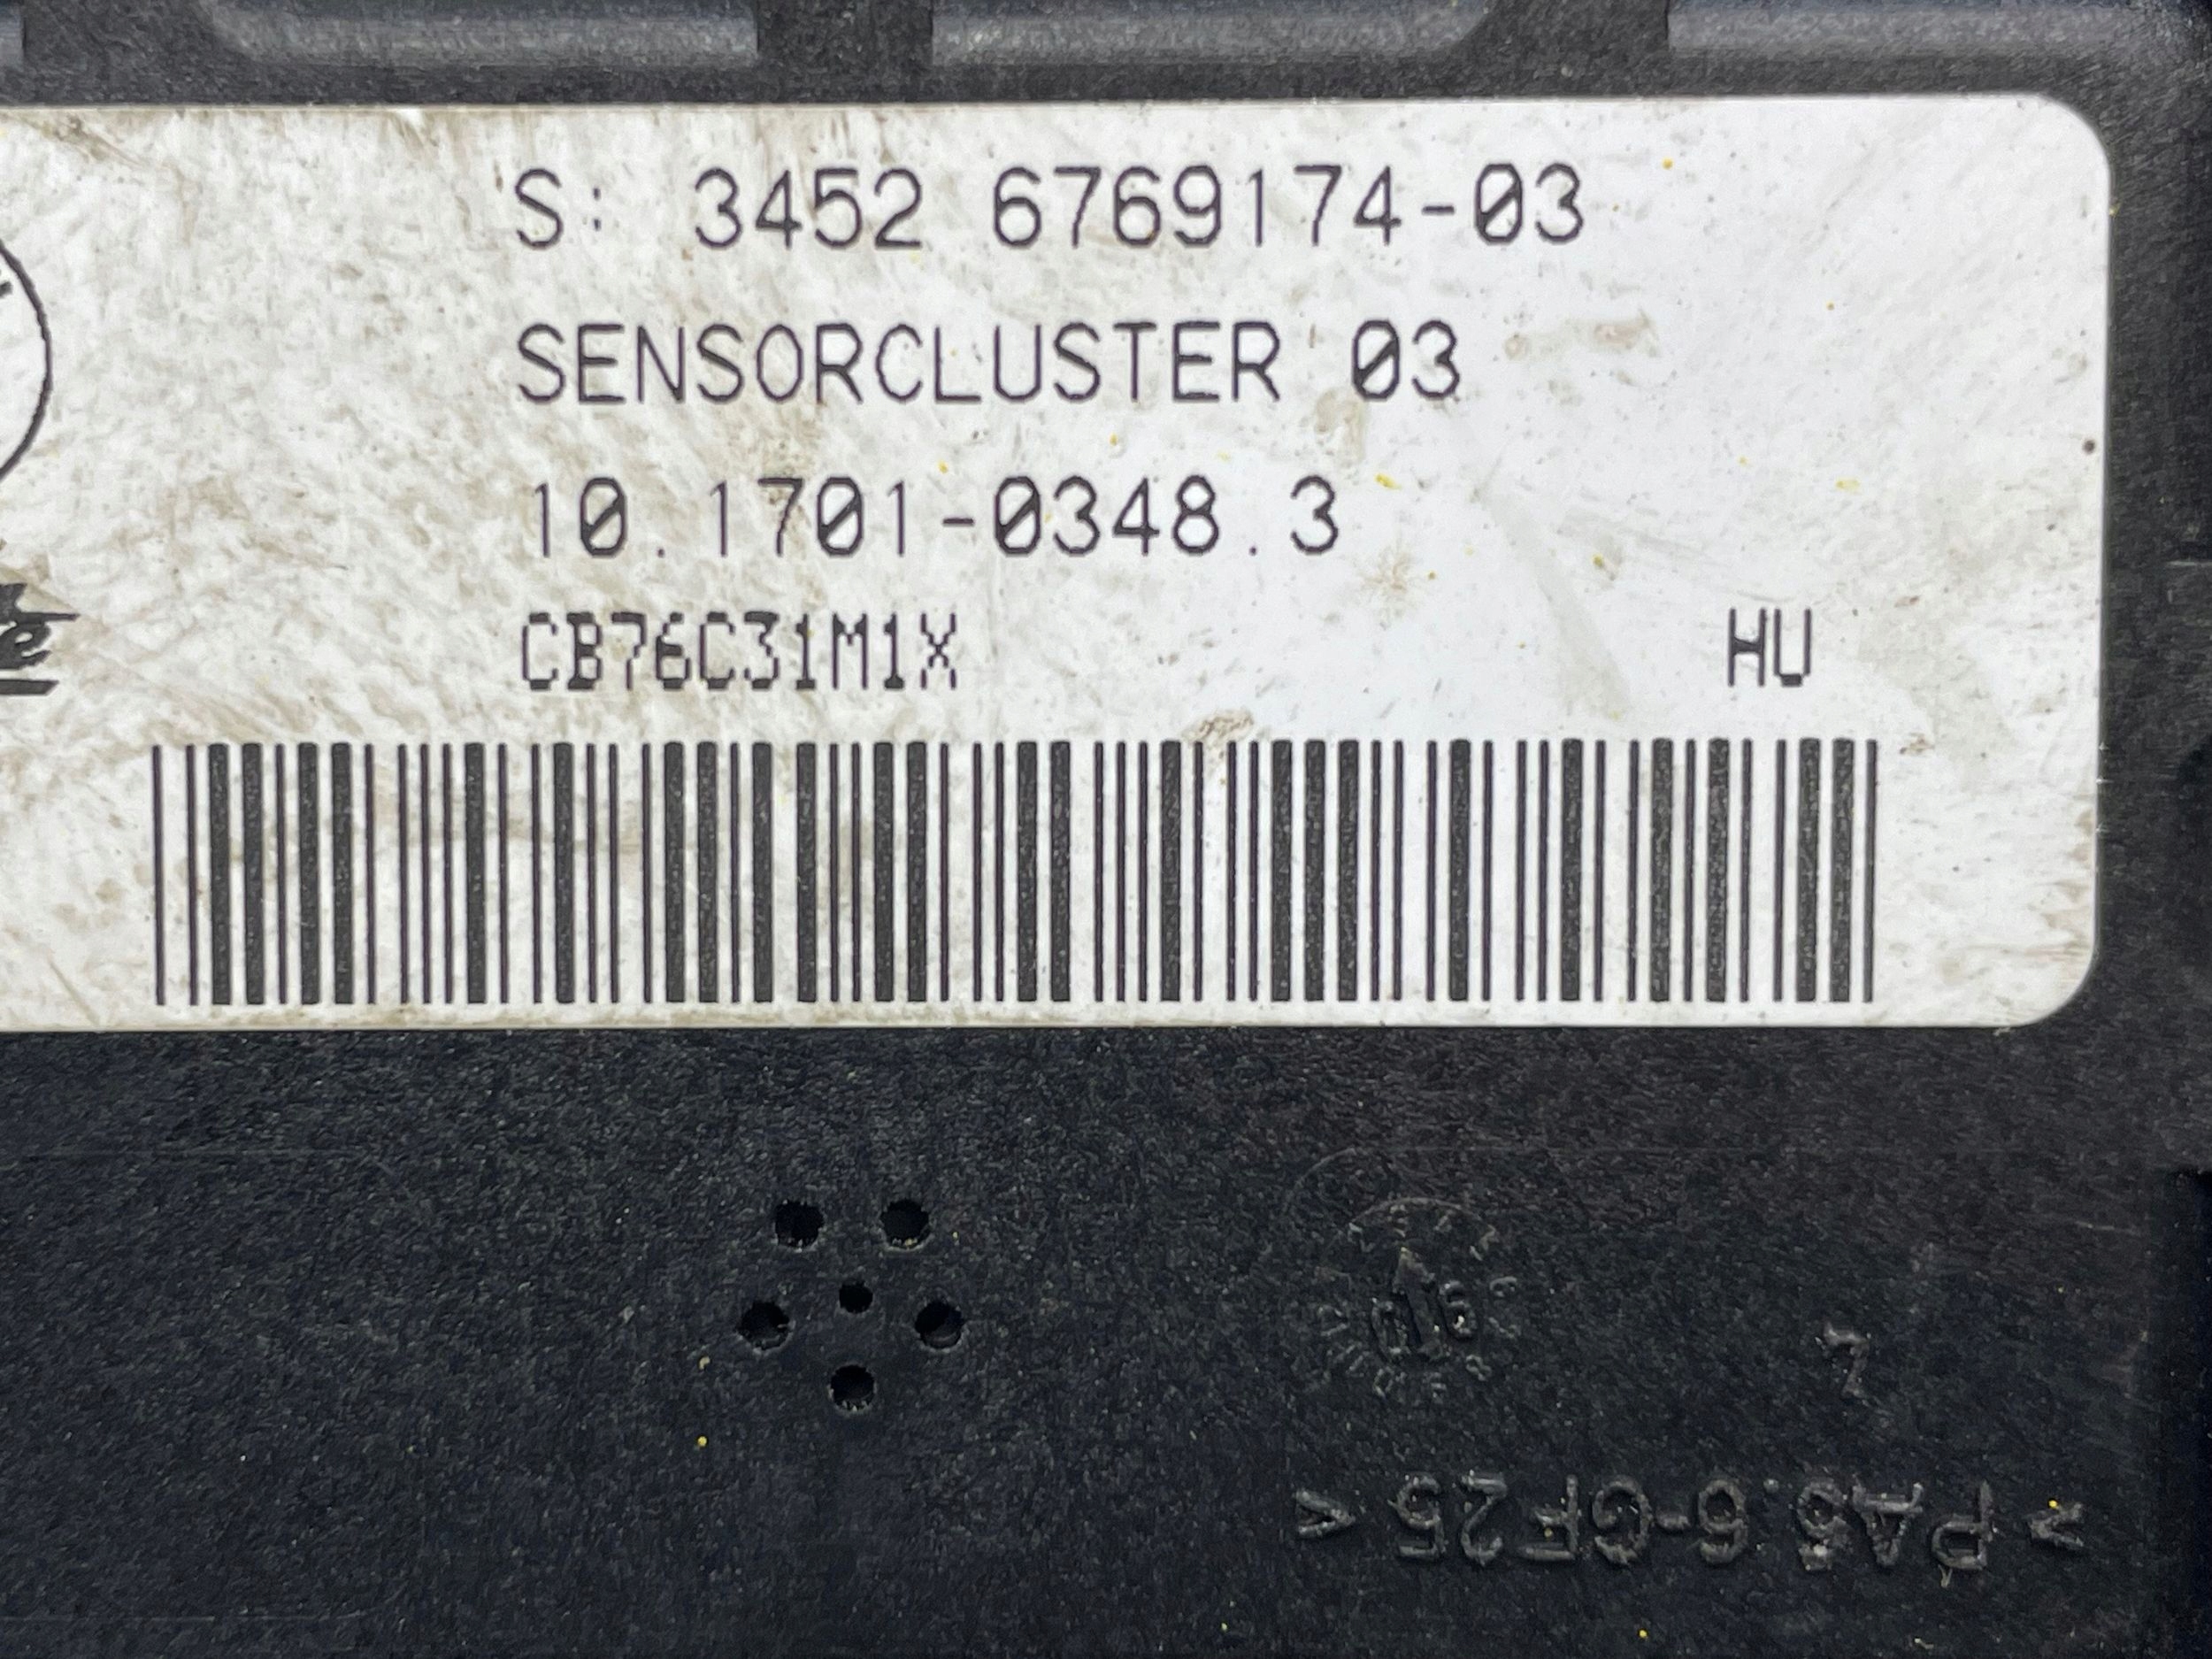 S: 3452 6769174-03
SENSORCLUSTER 03
10.1701-0348.3
CB76C31M1X HU
>PA6.6-GF25<